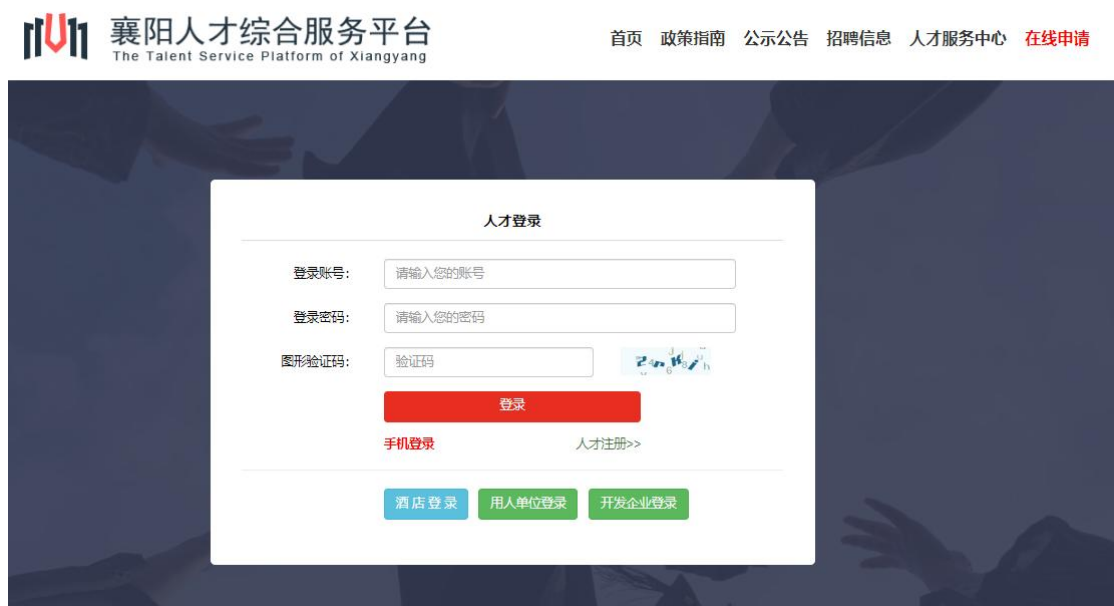 襄阳人才综合服务平台
The Talent Service Platform of Xiangyang
首页 政策指南 公示公告 招聘信息 人才服务中心 在线申请
人才登录
登录账号: 请输入您的账号
登录密码: 请输入您的密码
图形验证码: 验证码
登录
手机登录 人才注册>>
酒店登录 用人单位登录 开发企业登录